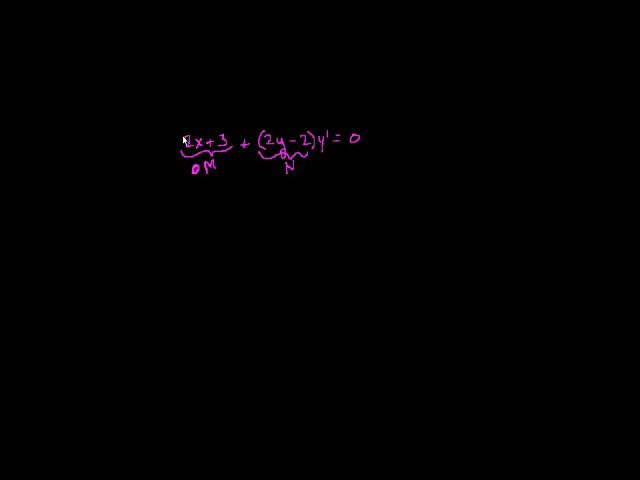 2x+3 + (2y-2)y' = 0
M N